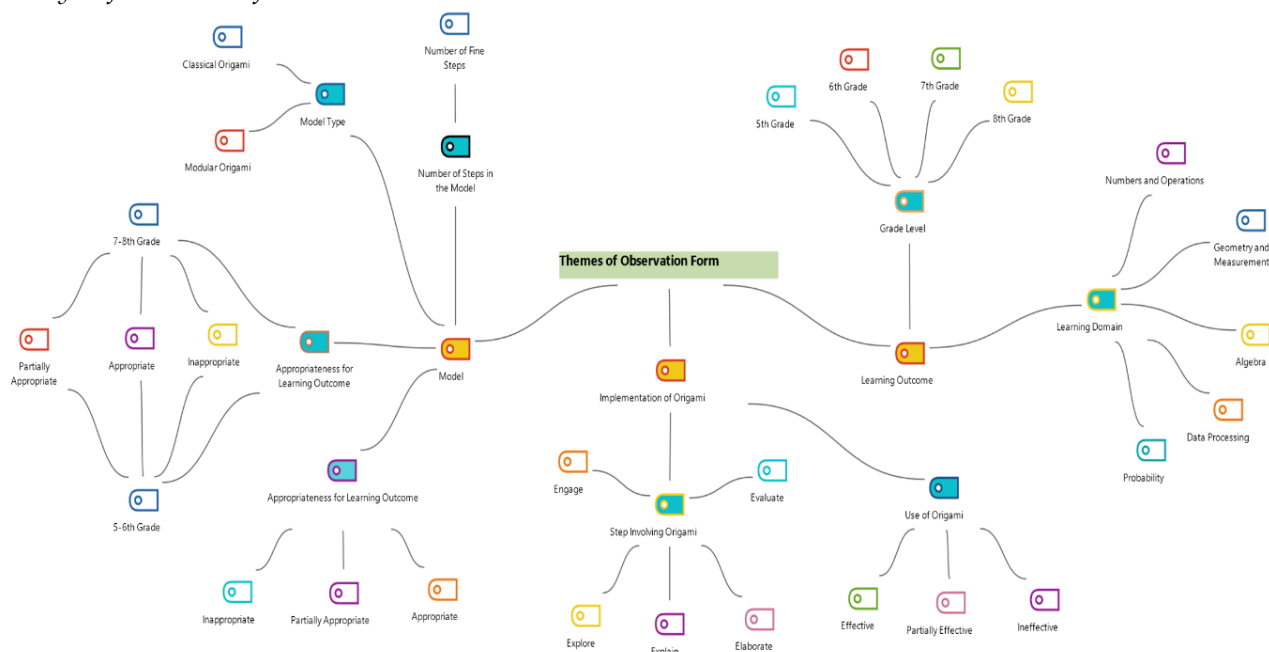 Classical Origami
Number of Fine
Steps
Model Type
Modular Origami
Number of Steps in
the Model
6th Grade
7th Grade
5th Grade
8th Grade
Numbers and Operations
Grade Level
Geometry and
Measurement
7-8th Grade
Themes of Observation Form
Learning Domain
Partially
Appropriate
Appropriate
Inappropriate
Appropriateness for
Learning Outcome
Model
Implementation of Origami
Learning Outcome
Algebra
Data Processing
Probability
5-6th Grade
Appropriateness for Learning Outcome
Engage
Evaluate
Step Involving Origami
Use of Origami
Inappropriate
Partially Appropriate
Appropriate
Explore
Explain
Elaborate
Effective
Partially Effective
Ineffective